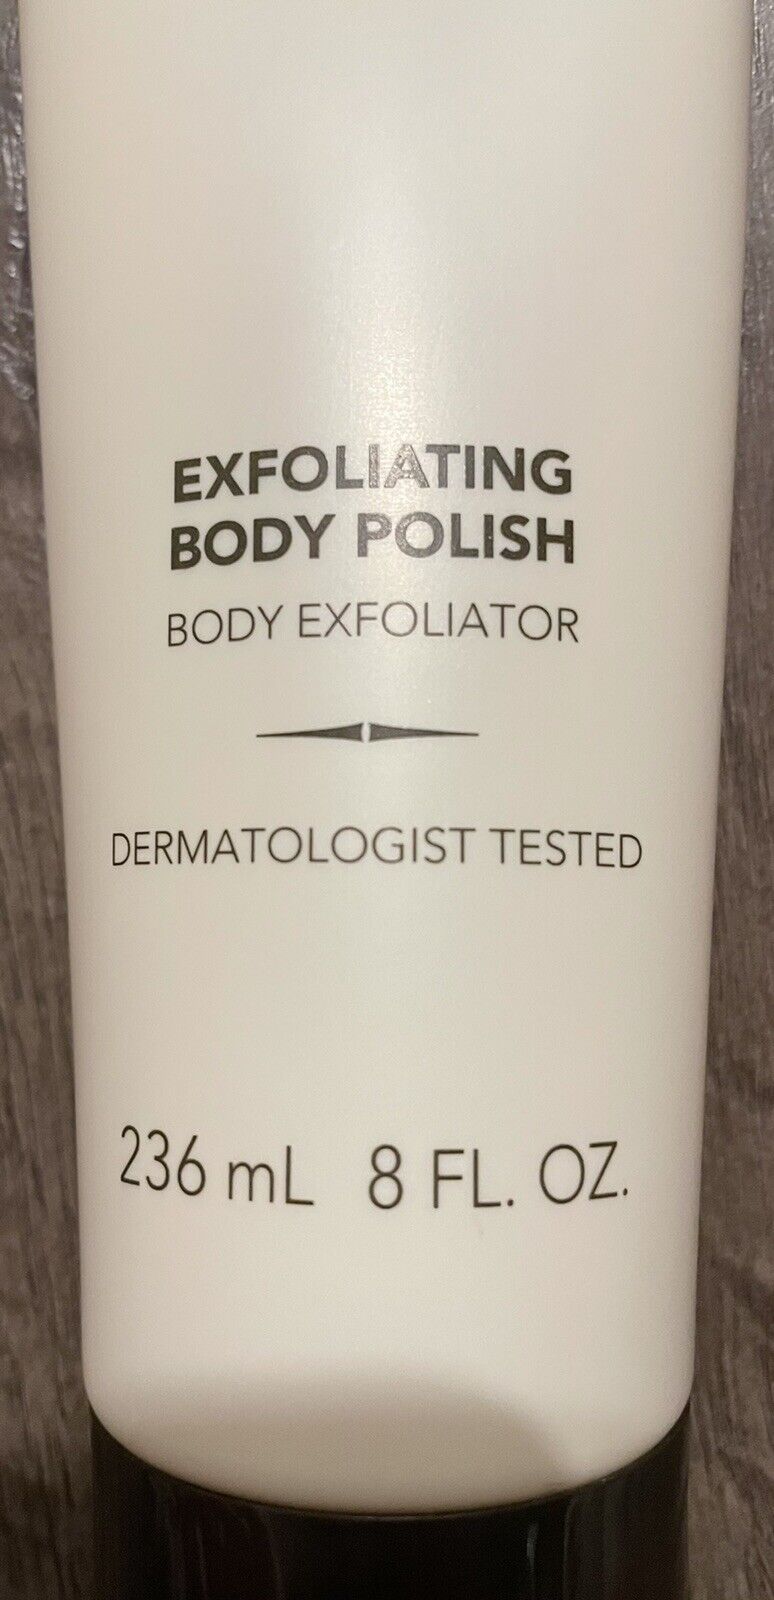 EXFOLIATING
BODY POLISH
BODY EXFOLIATOR
DERMATOLOGIST TESTED
236 mL 8 FL. OZ.